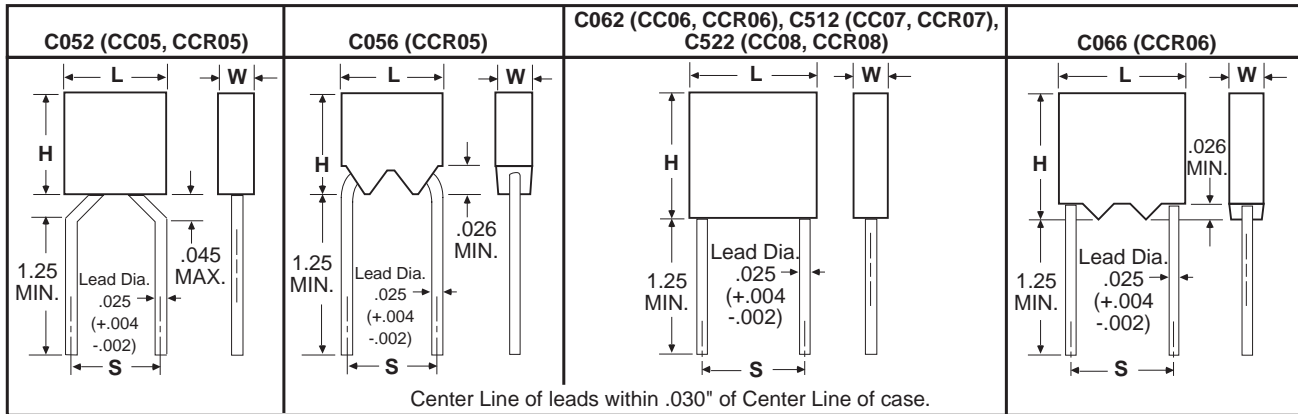 C052 (CC05, CCR05)
L
W
H
1.25
MIN.
.045
MAX.
Lead Dia.
.025
(+.004
-.002)
S
C056 (CCR05)
L
W
H
.026
MIN.
1.25
MIN.
Lead Dia.
.025
(+.004
-.002)
S
C062 (CC06, CCR06), C512 (CC07, CCR07),
C522 (CC08, CCR08)
L
W
H
1.25
MIN.
Lead Dia.
.025
(+.004
-.002)
S
C066 (CCR06)
L
W
H
.026
MIN.
1.25
MIN.
Lead Dia.
.025
(+.004
-.002)
S
Center Line of leads within .030" of Center Line of case.